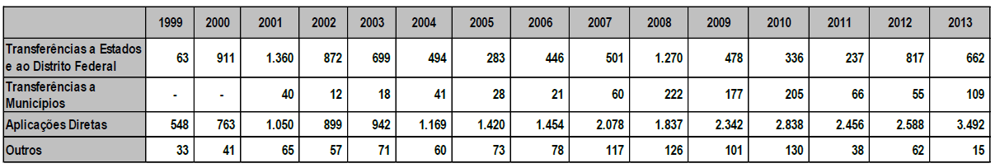 1999 2000 2001 2002 2003 2004 2005 2006 2007 2008 2009 2010 2011 2012 2013
Transferências a Estados
e ao Distrito Federal 63 911 1.360 872 699 494 283 446 501 1.270 478 336 237 817 662
Transferências a
Municípios - - 40 12 18 41 28 21 60 222 177 205 66 55 109
Aplicações Diretas 548 763 1.050 899 942 1.169 1.420 1.454 2.078 1.837 2.342 2.838 2.456 2.588 3.492
Outros 33 41 65 57 71 60 73 78 117 126 101 130 38 62 15